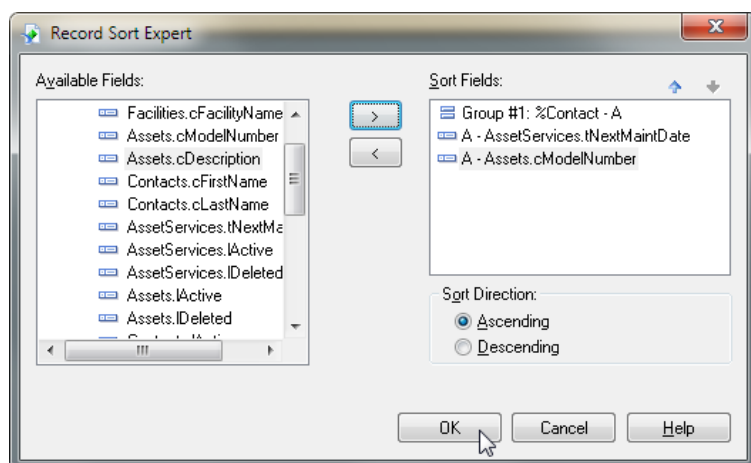 Record Sort Expert
Available Fields:
Facilities.cFacilityName
Assets.cModelNumber
Assets.cDescription
Contacts.cFirstName
Contacts.cLastName
AssetServices.tNextMa
AssetServices.lActive
AssetServices.lDeleted
Assets.lActive
Assets.lDeleted
>
<
Sort Fields:
Group #1: %Contact - A
A - AssetServices.tNextMaintDate
A - Assets.cModelNumber
Sort Direction:
Ascending
Descending
OK
Cancel
Help